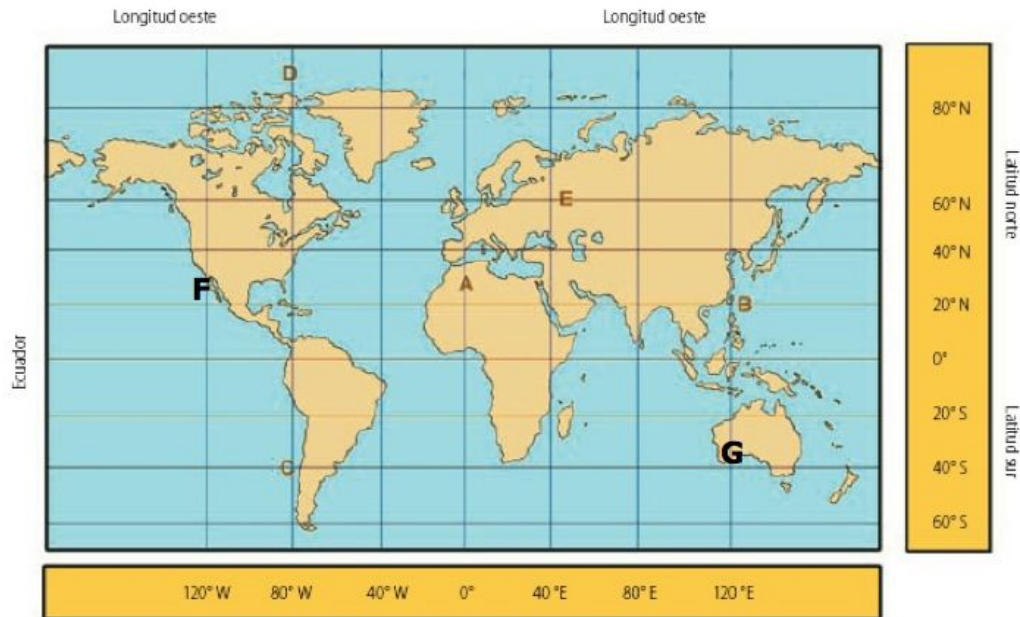 Longitud oeste Longitud oeste
D
80° N
Latitud norte
E
60° N
40° N
F
A
B
20° N
Ecuador
0°
20° S
Latitud sur
G
C
40° S
60° S
120° W 80° W 40° W 0° 40 °E 80° E 120 °E